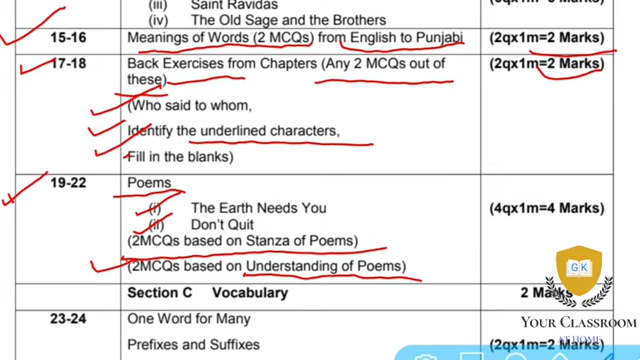 (iii) Saint Ravidas
(iv) The Old Sage and the Brothers
15-16 Meanings of Words (2 MCQs) from English to Punjabi (2qx1m=2 Marks)
17-18 Back Exercises from Chapters (Any 2 MCQs out of (2qx1m=2 Marks)
these)
(Who said to whom,
Identify the underlined characters,
Fill in the blanks)
19-22 Poems
(i) The Earth Needs You (4qx1m=4 Marks)
(ii) Don't Quit
(2MCQs based on Stanza of Poems)
(2MCQs based on Understanding of Poems)
GK
Section C Vocabulary 2 Marks
YOUR CLASSROOM
AT HOME
23-24 One Word for Many
Prefixes and Suffixes (2qx1m=2 Marks)